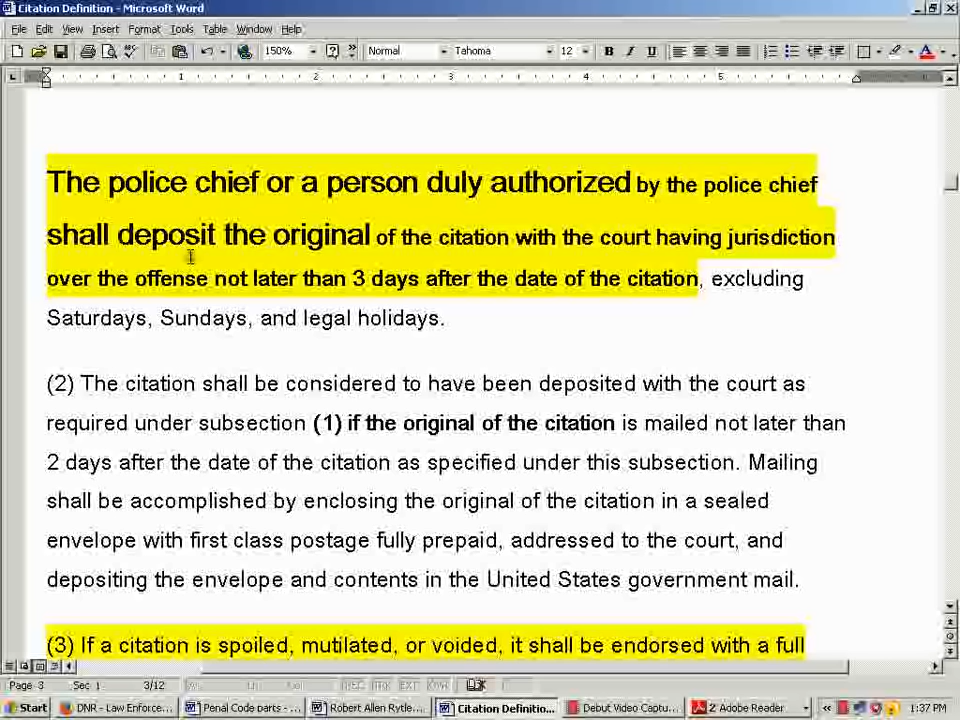 Citation Definition - Microsoft Word
File Edit View Insert Format Tools Table Window Help
150% Normal Tahoma 12 B I U A
1 2 3 4 5
The police chief or a person duly authorized by the police chief
shall deposit the original of the citation with the court having jurisdiction
over the offense not later than 3 days after the date of the citation, excluding
Saturdays, Sundays, and legal holidays.
(2) The citation shall be considered to have been deposited with the court as
required under subsection (1) if the original of the citation is mailed not later than
2 days after the date of the citation as specified under this subsection. Mailing
shall be accomplished by enclosing the original of the citation in a sealed
envelope with first class postage fully prepaid, addressed to the court, and
depositing the envelope and contents in the United States government mail.
(3) If a citation is spoiled, mutilated, or voided, it shall be endorsed with a full
Page 3 Sec 1 3/12 REC TRK EXT OVR
Start DNR - Law Enforce... Penal Code parts - ... Robert Allen Rytle... Citation Definitio... Debut Video Captu... 2 Adobe Reader « 1:37 PM